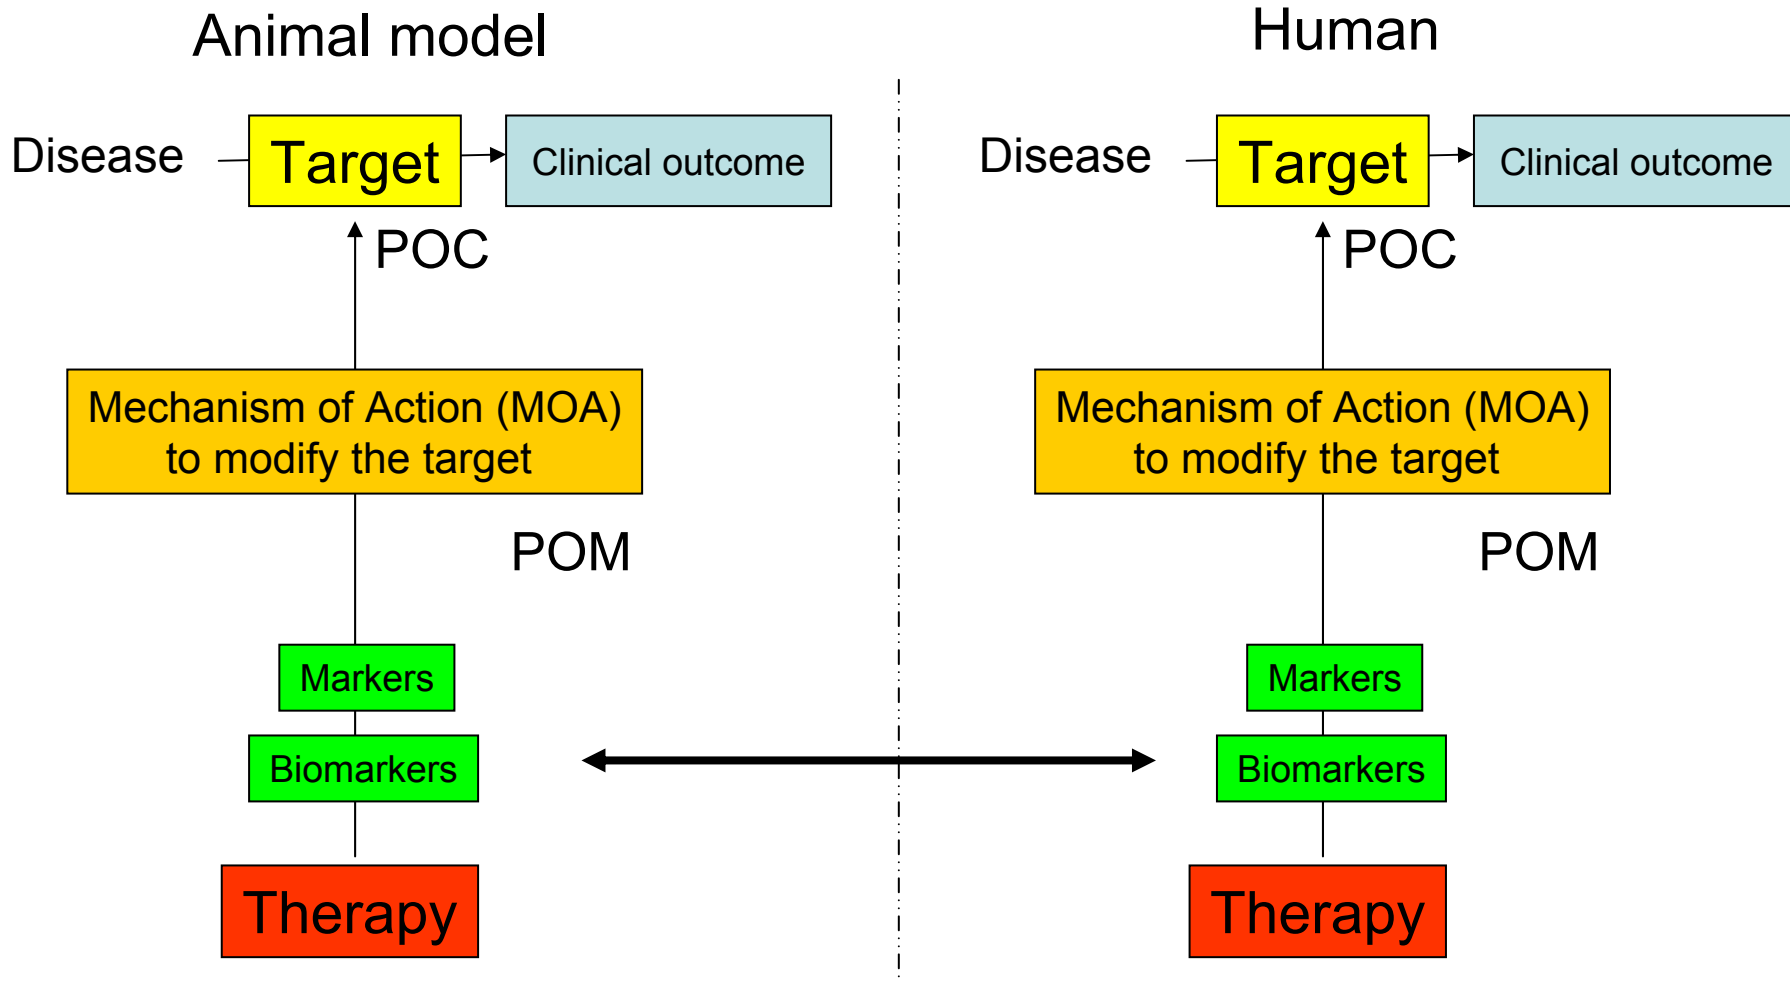 Animal model
Disease
Target
Clinical outcome
POC
Mechanism of Action (MOA)
to modify the target
POM
Markers
Biomarkers
Therapy
Human
Disease
Target
Clinical outcome
POC
Mechanism of Action (MOA)
to modify the target
POM
Markers
Biomarkers
Therapy